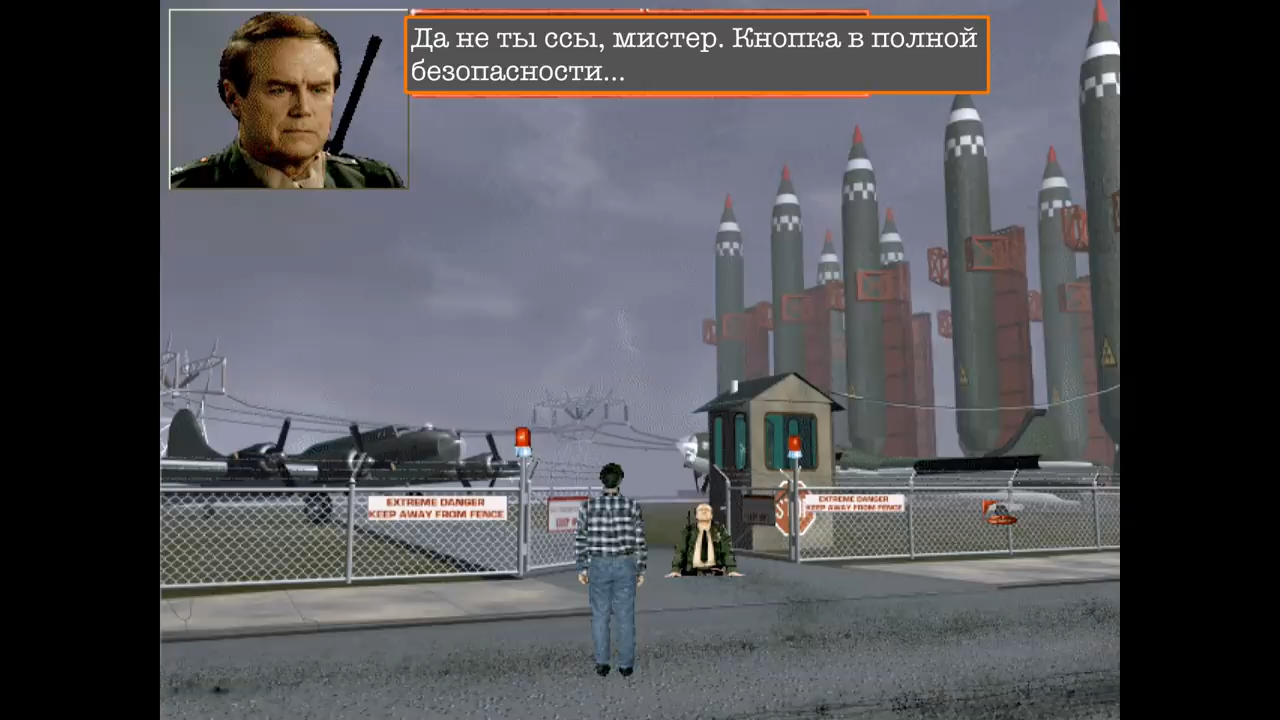 Да не ты ссы, мистер. Кнопка в полной
безопасности...
EXTREME DANGER
KEEP AWAY FROM FENCE
EXTREME DANGER
KEEP AWAY FROM FENCE
STOP